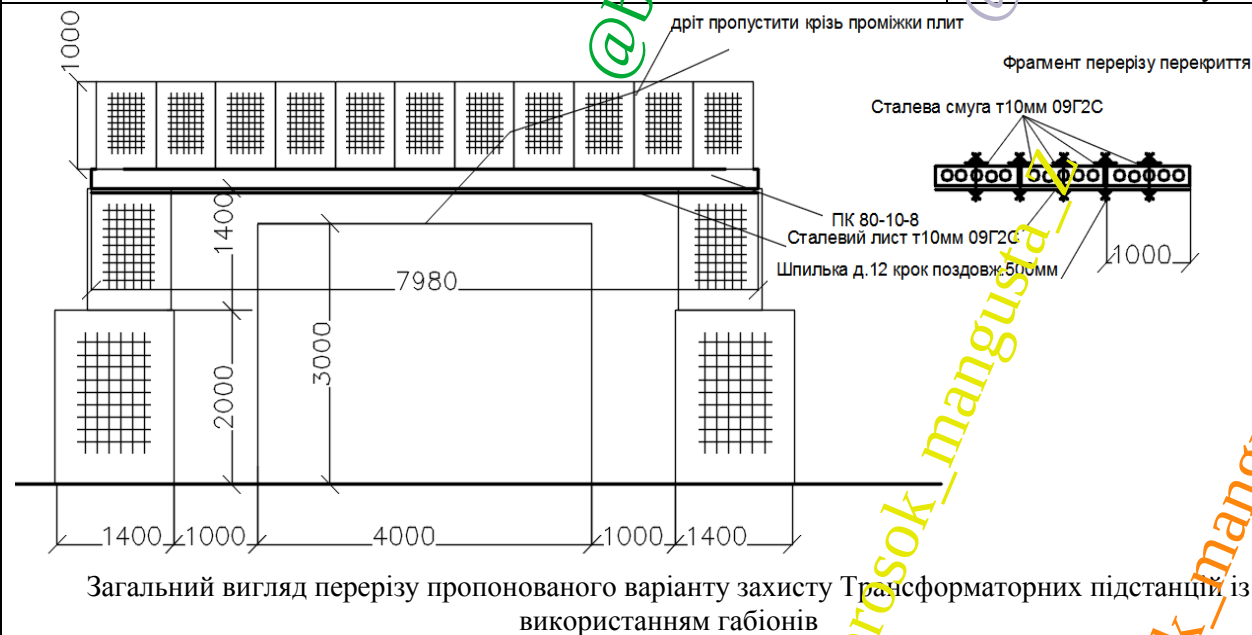 дріт пропустити крізь проміжки плит
Фрагмент перерізу перекриття
Сталева смуга т10мм 09Г2С
1000
ПК 80-10-8
Сталевий лист т10мм 09Г2С
Шпилька д.12 крок поздовж.500мм
1000
1400
7980
2000
3000
1400 1000 4000 1000 1400
Загальний вигляд перерізу пропонованого варіанту захисту Трансформаторних підстанцій із
використанням габіонів
rosok_mangusta_Z